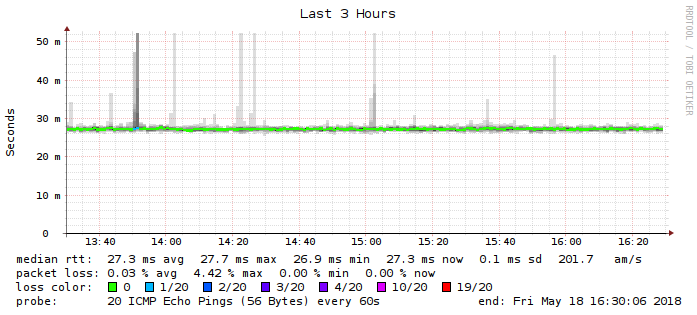 Last 3 Hours
RRDTOOL / TOBI OETIKER
Seconds
50 m
40 m
30 m
20 m
10 m
0
13:40 14:00 14:20 14:40 15:00 15:20 15:40 16:00 16:20
median rtt: 27.3 ms avg 27.7 ms max 26.9 ms min 27.3 ms now 0.1 ms sd 201.7 am/s
packet loss: 0.03 % avg 4.42 % max 0.00 % min 0.00 % now
loss color: 0 1/20 2/20 3/20 4/20 10/20 19/20
probe: 20 ICMP Echo Pings (56 Bytes) every 60s end: Fri May 18 16:30:06 2018